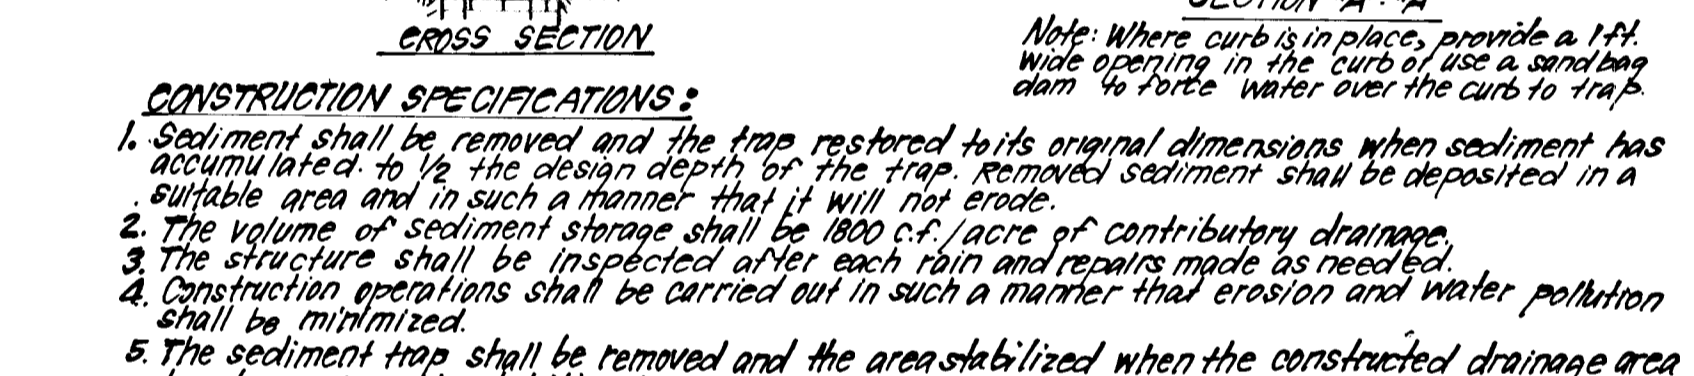 CROSS SECTION
SECTION "A-A"
Note: Where curb is in place, provide a 1 ft.
wide opening in the curb or use a sandbag
dam to force water over the curb to trap.
CONSTRUCTION SPECIFICATIONS:
1. Sediment shall be removed and the trap restored to its original dimensions when sediment has
accumulated. to 1/2 the design depth of the trap. Removed sediment shall be deposited in a
suitable area and in such a manner that it will not erode.
2. The volume of sediment storage shall be 1800 c.f./acre of contributory drainage.
3. The structure shall be inspected after each rain and repairs made as needed.
4. Construction operations shall be carried out in such a manner that erosion and water pollution
shall be minimized.
5. The sediment trap shall be removed and the area stabilized when the constructed drainage area